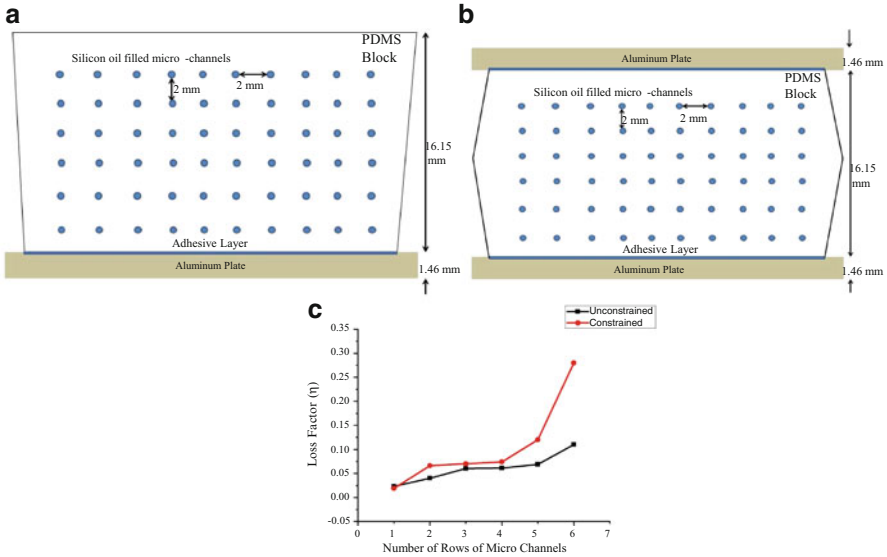 a
PDMS
Block
Silicon oil filled micro -channels
2 mm
2 mm
16.15
mm
Adhesive Layer
Aluminum Plate
1.46 mm
b
Aluminum Plate
1.46 mm
PDMS
Block
Silicon oil filled micro -channels
2 mm
2 mm
16.15
mm
Adhesive Layer
Aluminum Plate
1.46 mm
c
Unconstrained
Constrained
0.35
0.30
0.25
0.20
0.15
0.10
0.05
0.00
-0.05
Loss Factor (η)
0 1 2 3 4 5 6 7
Number of Rows of Micro Channels